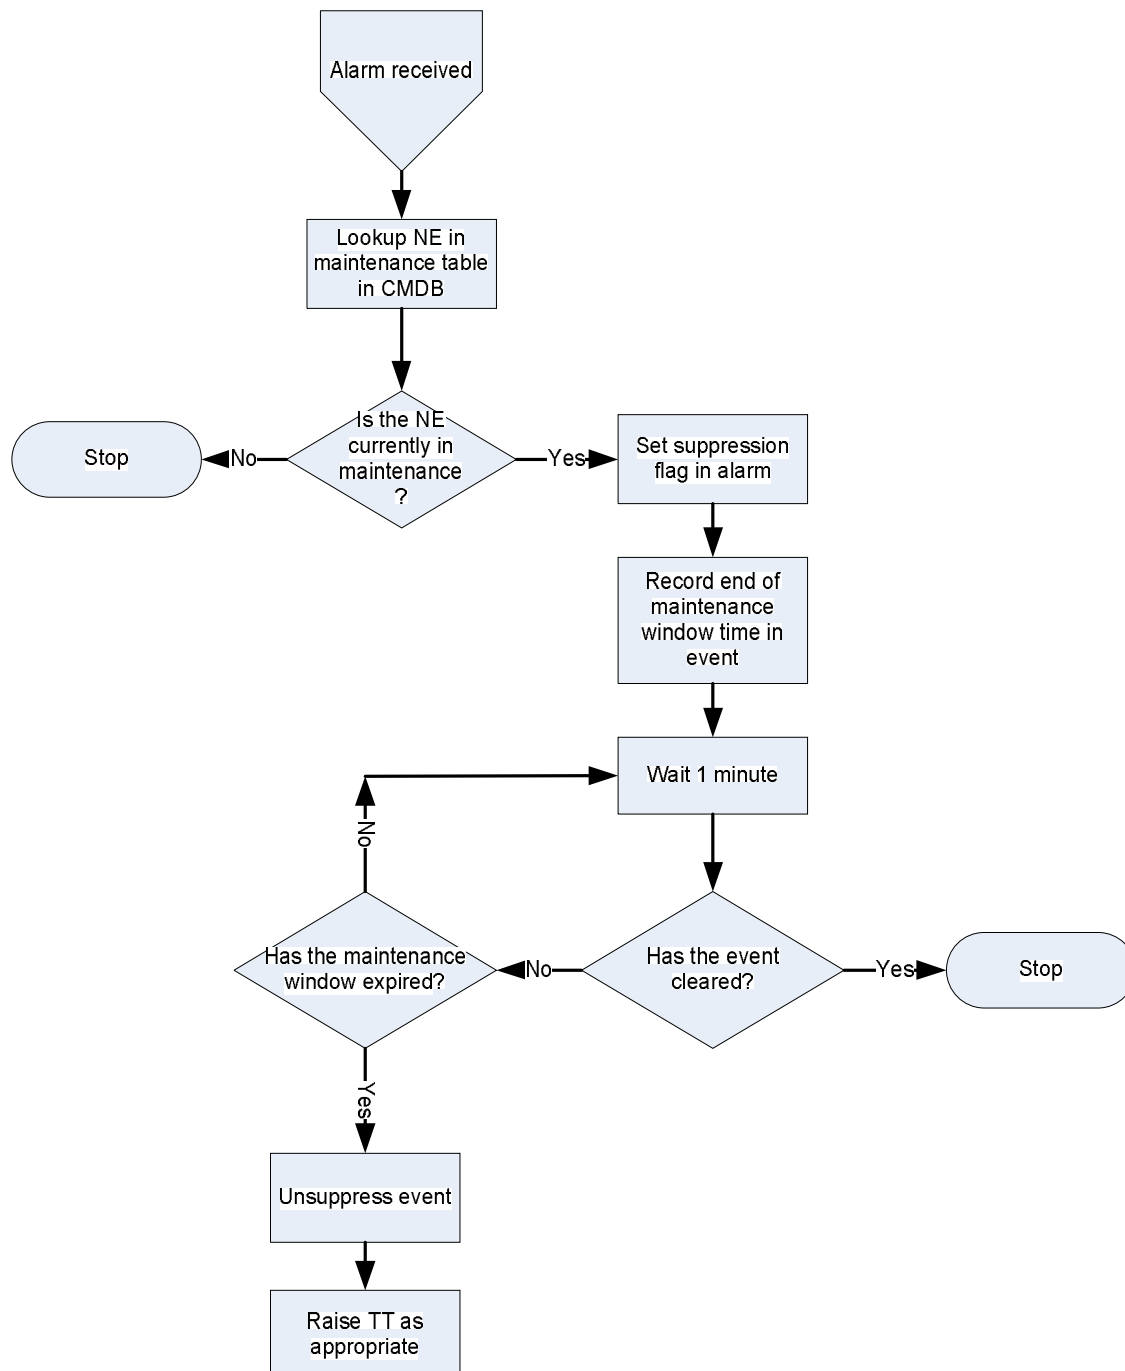 Alarm received
Lookup NE in
maintenance table
in CMDB
Is the NE
currently in
maintenance
?
Stop
No
Yes
Set suppression
flag in alarm
Record end of
maintenance
window time in
event
Wait 1 minute
No
Has the maintenance
window expired?
No
Has the event
cleared?
Yes
Stop
Yes
Unsuppress event
Raise TT as
appropriate